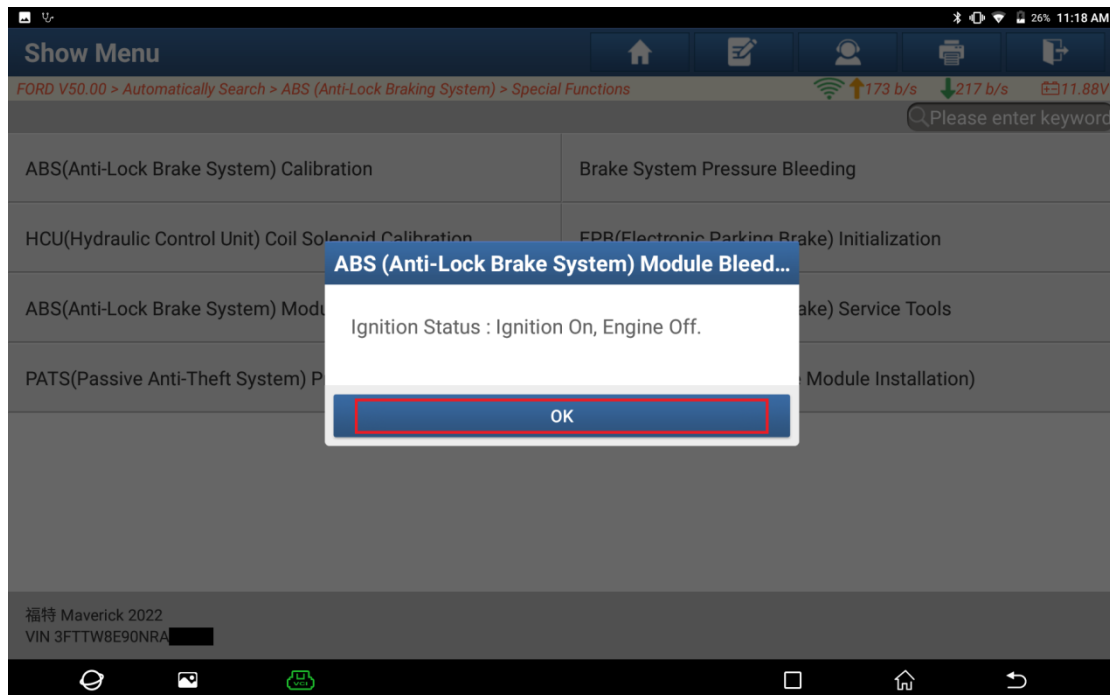 26% 11:18 AM
Show Menu
FORD V50.00 > Automatically Search > ABS (Anti-Lock Braking System) > Special Functions
173 b/s 217 b/s 11.88V
Please enter keyword
ABS(Anti-Lock Brake System) Calibration
Brake System Pressure Bleeding
HCU(Hydraulic Control Unit) Coil Solenoid Calibration
EPB(Electronic Parking Brake) Initialization
ABS (Anti-Lock Brake System) Module Bleed...
ABS(Anti-Lock Brake System) Modu
ake) Service Tools
Ignition Status : Ignition On, Engine Off.
PATS(Passive Anti-Theft System) P
Module Installation)
OK
福特 Maverick 2022
VIN 3FTTW8E90NRA
VCI